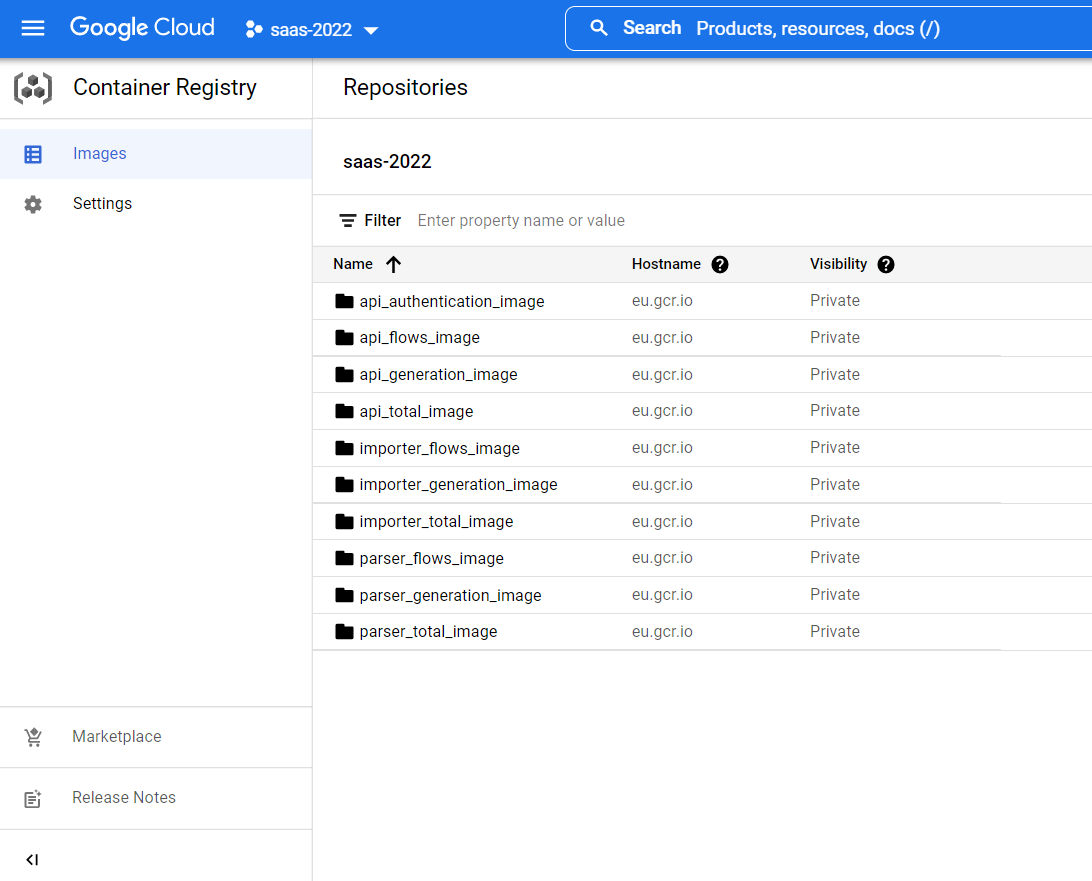 Google Cloud saas-2022 Search Products, resources, docs (/)
Container Registry
Images
Settings
Marketplace
Release Notes
Repositories
saas-2022
Filter Enter property name or value
Name Hostname ? Visibility ?
api_authentication_image eu.gcr.io Private
api_flows_image eu.gcr.io Private
api_generation_image eu.gcr.io Private
api_total_image eu.gcr.io Private
importer_flows_image eu.gcr.io Private
importer_generation_image eu.gcr.io Private
importer_total_image eu.gcr.io Private
parser_flows_image eu.gcr.io Private
parser_generation_image eu.gcr.io Private
parser_total_image eu.gcr.io Private